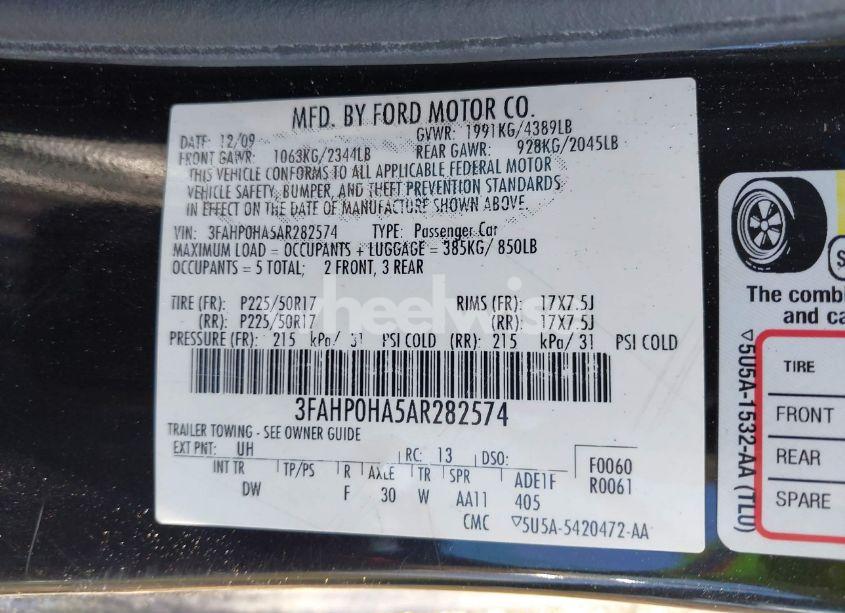 MFD. BY FORD MOTOR CO.
DATE: 12/09 GVWR: 1991KG/4389LB
FRONT GAWR: 1063KG/2344LB REAR GAWR: 928KG/2045LB
THIS VEHICLE CONFORMS TO ALL APPLICABLE FEDERAL MOTOR
VEHICLE SAFETY, BUMPER, AND THEFT PREVENTION STANDARDS
IN EFFECT ON THE DATE OF MANUFACTURE SHOWN ABOVE.
VIN: 3FAHP0HA5AR282574 TYPE: Passenger Car
MAXIMUM LOAD = OCCUPANTS + LUGGAGE = 385KG/ 850LB
OCCUPANTS = 5 TOTAL; 2 FRONT, 3 REAR
TIRE (FR): P225/50R17 RIMS (FR): 17X7.5J
(RR): P225/50R17 (RR): 17X7.5J
PRESSURE (FR): 215 kPa/ 31 PSI COLD (RR): 215 kPa/ 31 PSI COLD
3FAHP0HA5AR282574
TRAILER TOWING - SEE OWNER GUIDE
EXT PNT: UH RC: 13 DSO: F0060
R0061
INT TR TP/PS R AXLE TR SPR ADE1F
DW F 30 W AA11 405
CMC ▽5U5A-5420472-AA
wheelwis
S
The combi
and ca
TIRE
FRONT
REAR
SPARE
▽5U5A-1532-AA (TLU)